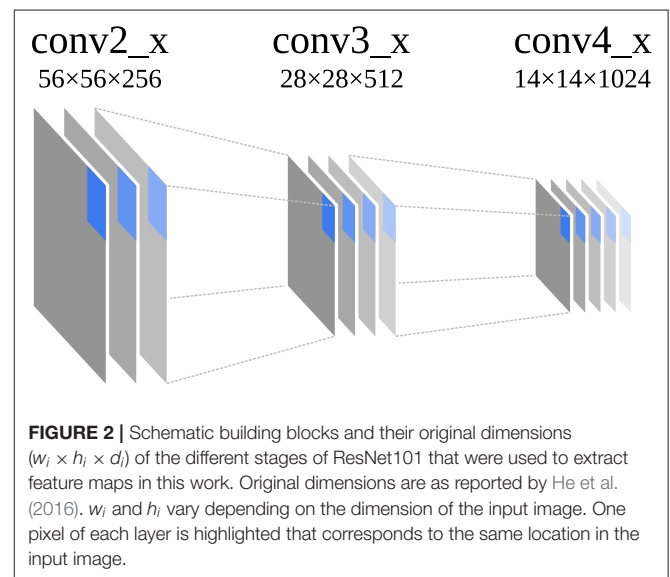 conv2_x conv3_x conv4_x
56×56×256 28×28×512 14×14×1024
FIGURE 2 | Schematic building blocks and their original dimensions
(wᵢ × hᵢ × dᵢ) of the different stages of ResNet101 that were used to extract
feature maps in this work. Original dimensions are as reported by He et al.
(2016). wᵢ and hᵢ vary depending on the dimension of the input image. One
pixel of each layer is highlighted that corresponds to the same location in the
input image.